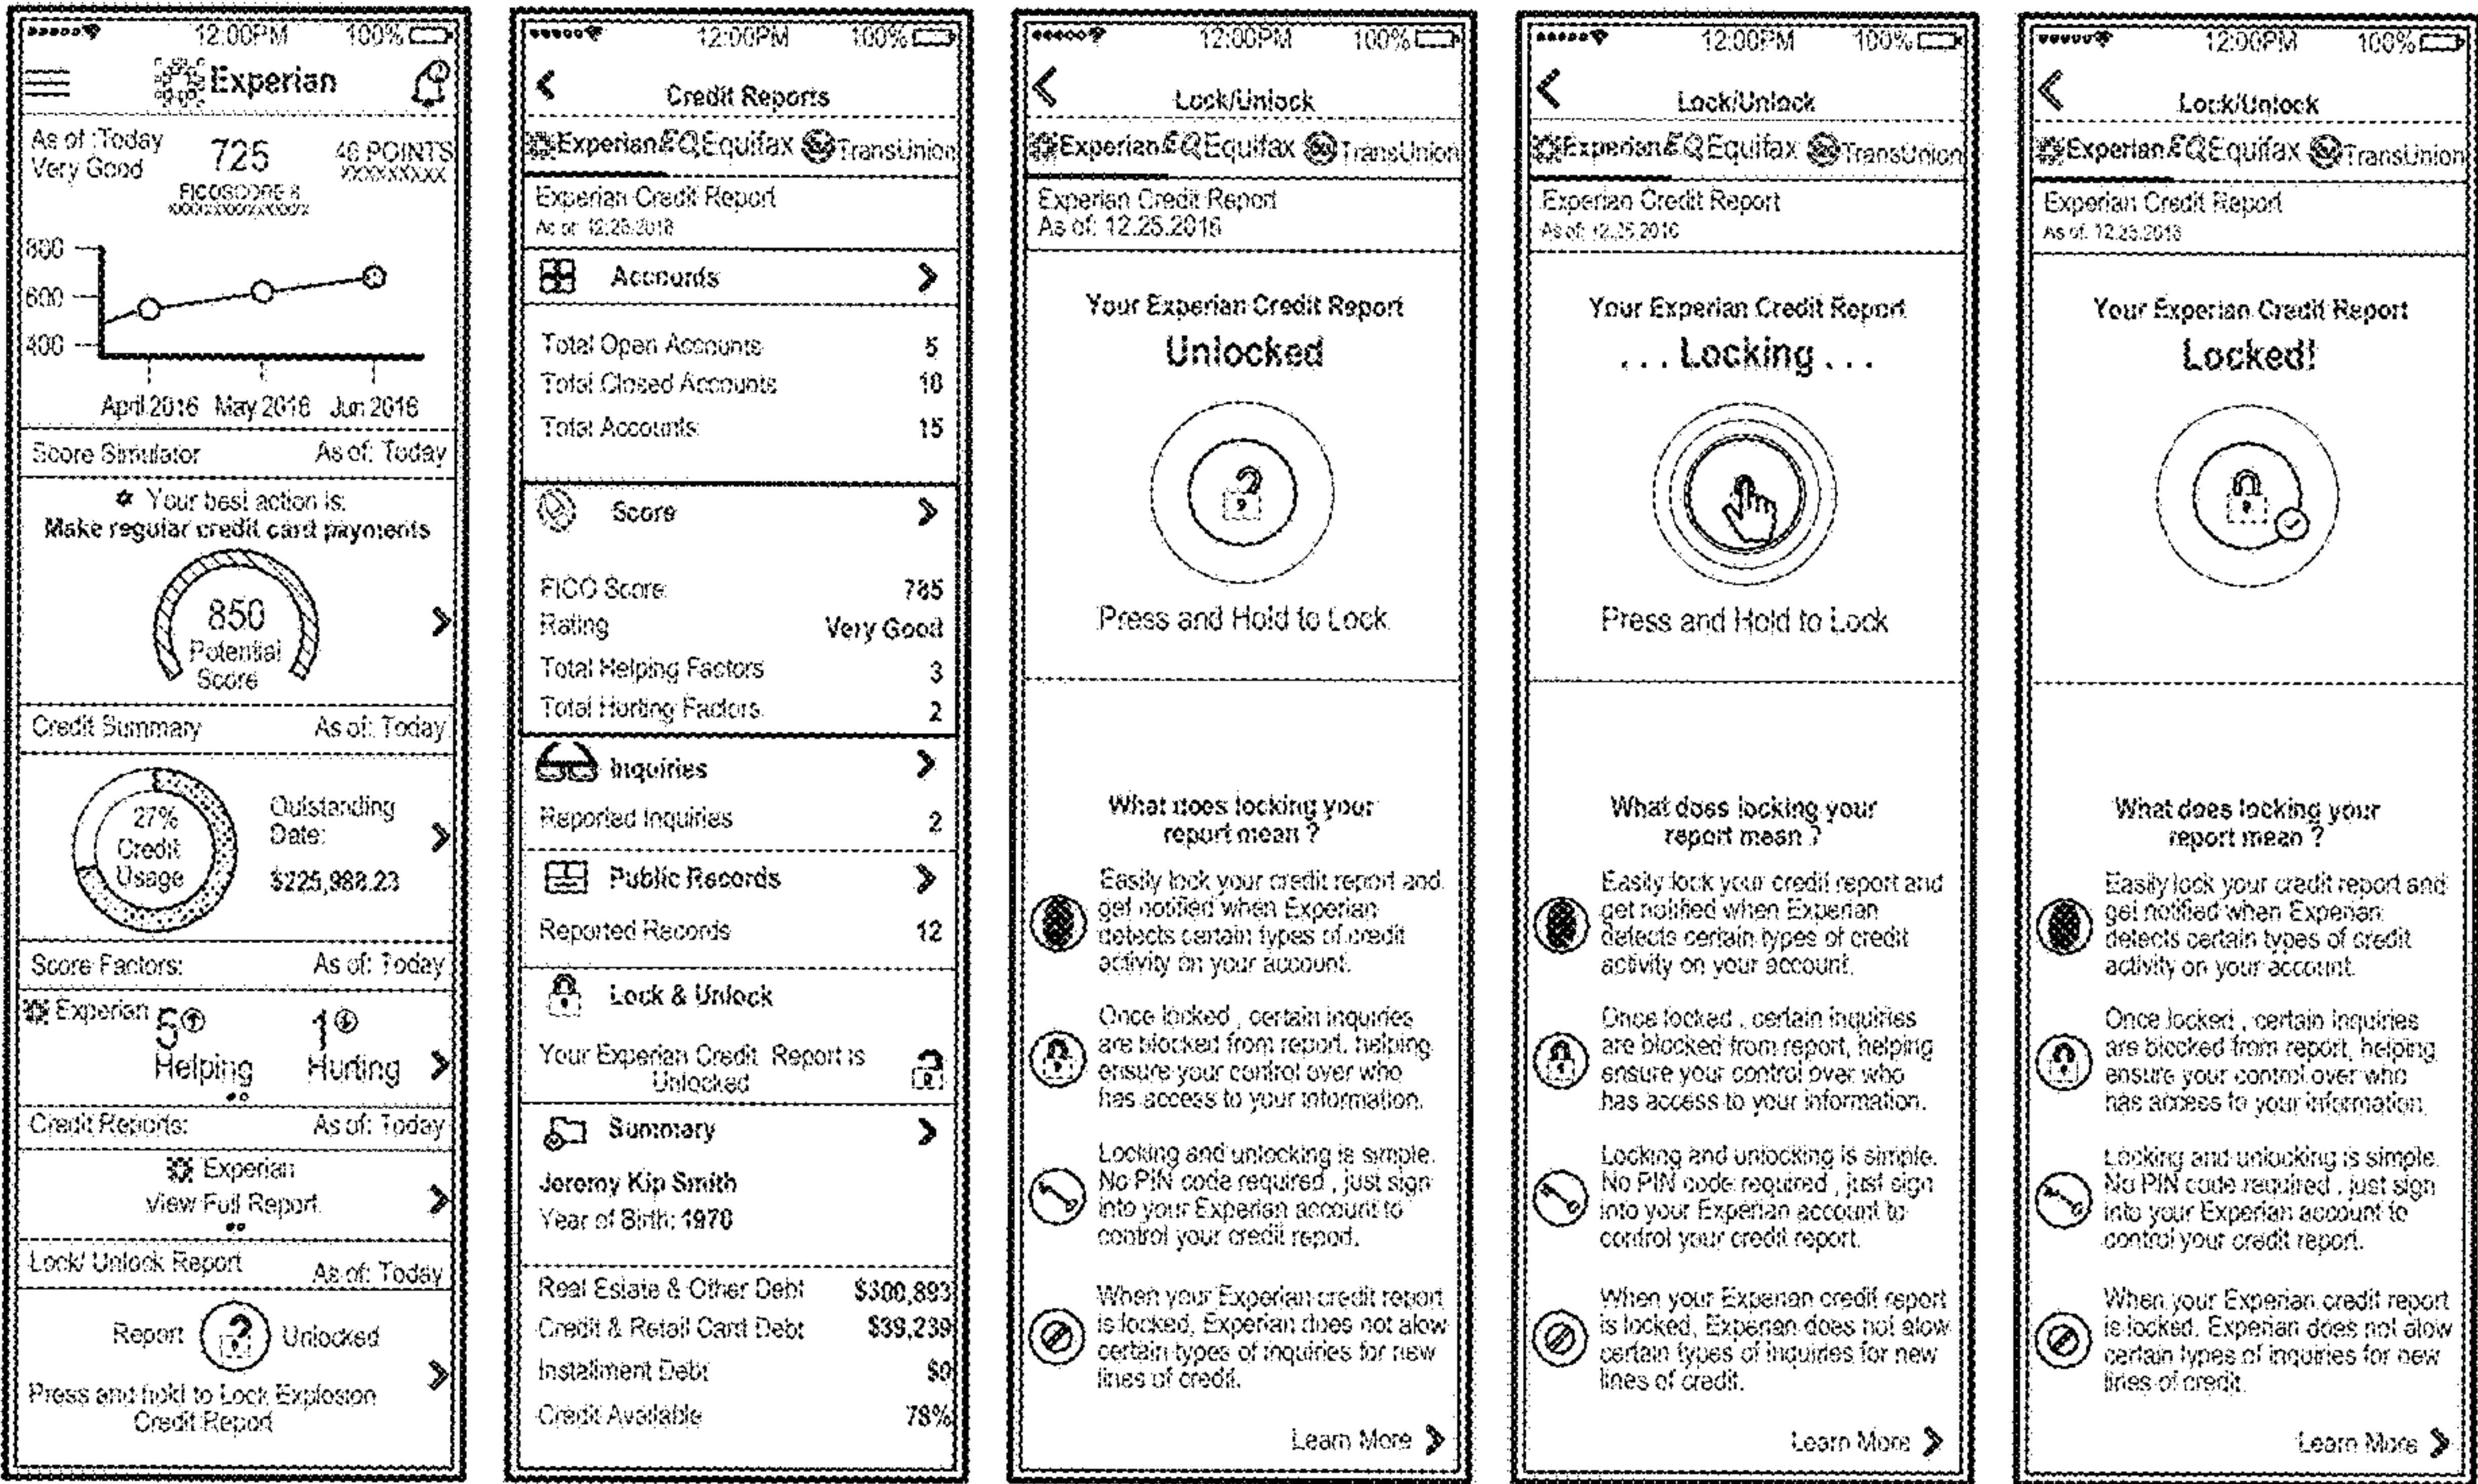 12:00PM 100%
Experian
As of :Today
Very Good
725
46 POINTS
XXXXXXXXX
FICOSCORE 8
800
600
400
April 2016 May 2016 Jun 2016
Score Simulator As of: Today
Your best action is:
Make regular credit card payments
850
Potential
Score
Credit Summary As of: Today
27%
Credit
Usage
Outstanding
Date:
$225,988.23
Score Factors: As of: Today
Experian
5 1
Helping Hurting
Credit Reports: As of: Today
Experian
View Full Report
Lock/ Unlock Report As of: Today
Report Unlocked
Press and hold to Lock Explosion
Credit Report
12:00PM 100%
Credit Reports
Experian EQ Equifax TransUnion
Experian Credit Report
As of: 12.25.2016
Accounts
Total Open Accounts 5
Total Closed Accounts 10
Total Accounts 15
Score
FICO Score 785
Rating Very Good
Total Helping Factors 3
Total Hurting Factors 2
Inquiries
Reported Inquiries 2
Public Records
Reported Records 12
Lock & Unlock
Your Experian Credit Report is
Unlocked
Summary
Jeremy Kip Smith
Year of Birth: 1970
Real Estate & Other Debt $300,893
Credit & Retail Card Debt $39,239
Installment Debt $0
Credit Available 78%
12:00PM 100%
Lock/Unlock
Experian EQ Equifax TransUnion
Experian Credit Report
As of: 12.25.2016
Your Experian Credit Report
Unlocked
Press and Hold to Lock
What does locking your
report mean ?
Easily lock your credit report and
get notified when Experian
detects certain types of credit
activity on your account.
Once locked , certain inquiries
are blocked from report, helping
ensure your control over who
has access to your information.
Locking and unlocking is simple.
No PIN code required , just sign
into your Experian account to
control your credit report.
When your Experian credit report
is locked, Experian does not alow
certain types of inquiries for new
lines of credit.
Learn More
12:00PM 100%
Lock/Unlock
Experian EQ Equifax TransUnion
Experian Credit Report
As of: 12.25.2016
Your Experian Credit Report
. . . Locking . . .
Press and Hold to Lock
What does locking your
report mean ?
Easily lock your credit report and
get notified when Experian
detects certain types of credit
activity on your account.
Once locked , certain inquiries
are blocked from report, helping
ensure your control over who
has access to your information.
Locking and unlocking is simple.
No PIN code required , just sign
into your Experian account to
control your credit report.
When your Experian credit report
is locked, Experian does not alow
certain types of inquiries for new
lines of credit.
Learn More
12:00PM 100%
Lock/Unlock
Experian EQ Equifax TransUnion
Experian Credit Report
As of: 12.25.2016
Your Experian Credit Report
Locked!
What does locking your
report mean ?
Easily lock your credit report and
get notified when Experian
detects certain types of credit
activity on your account.
Once locked , certain inquiries
are blocked from report, helping
ensure your control over who
has access to your information.
Locking and unlocking is simple.
No PIN code required , just sign
into your Experian account to
control your credit report.
When your Experian credit report
is locked, Experian does not alow
certain types of inquiries for new
lines of credit.
Learn More